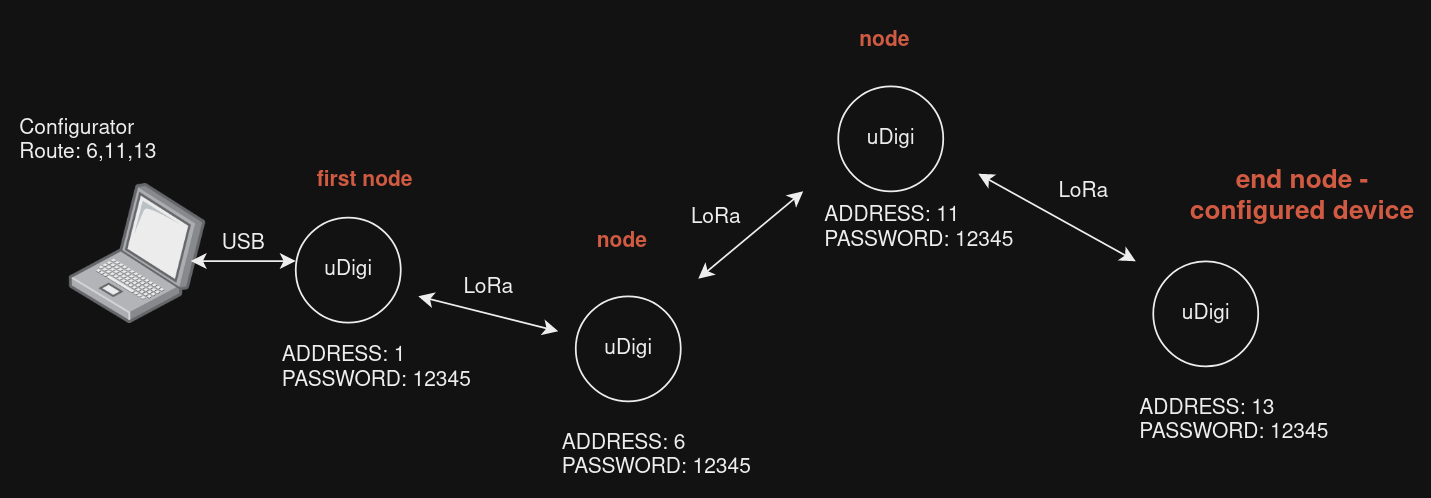 Configurator
Route: 6,11,13
USB
first node
uDigi
ADDRESS: 1
PASSWORD: 12345
LoRa
node
uDigi
ADDRESS: 6
PASSWORD: 12345
LoRa
node
uDigi
ADDRESS: 11
PASSWORD: 12345
LoRa
end node -
configured device
uDigi
ADDRESS: 13
PASSWORD: 12345